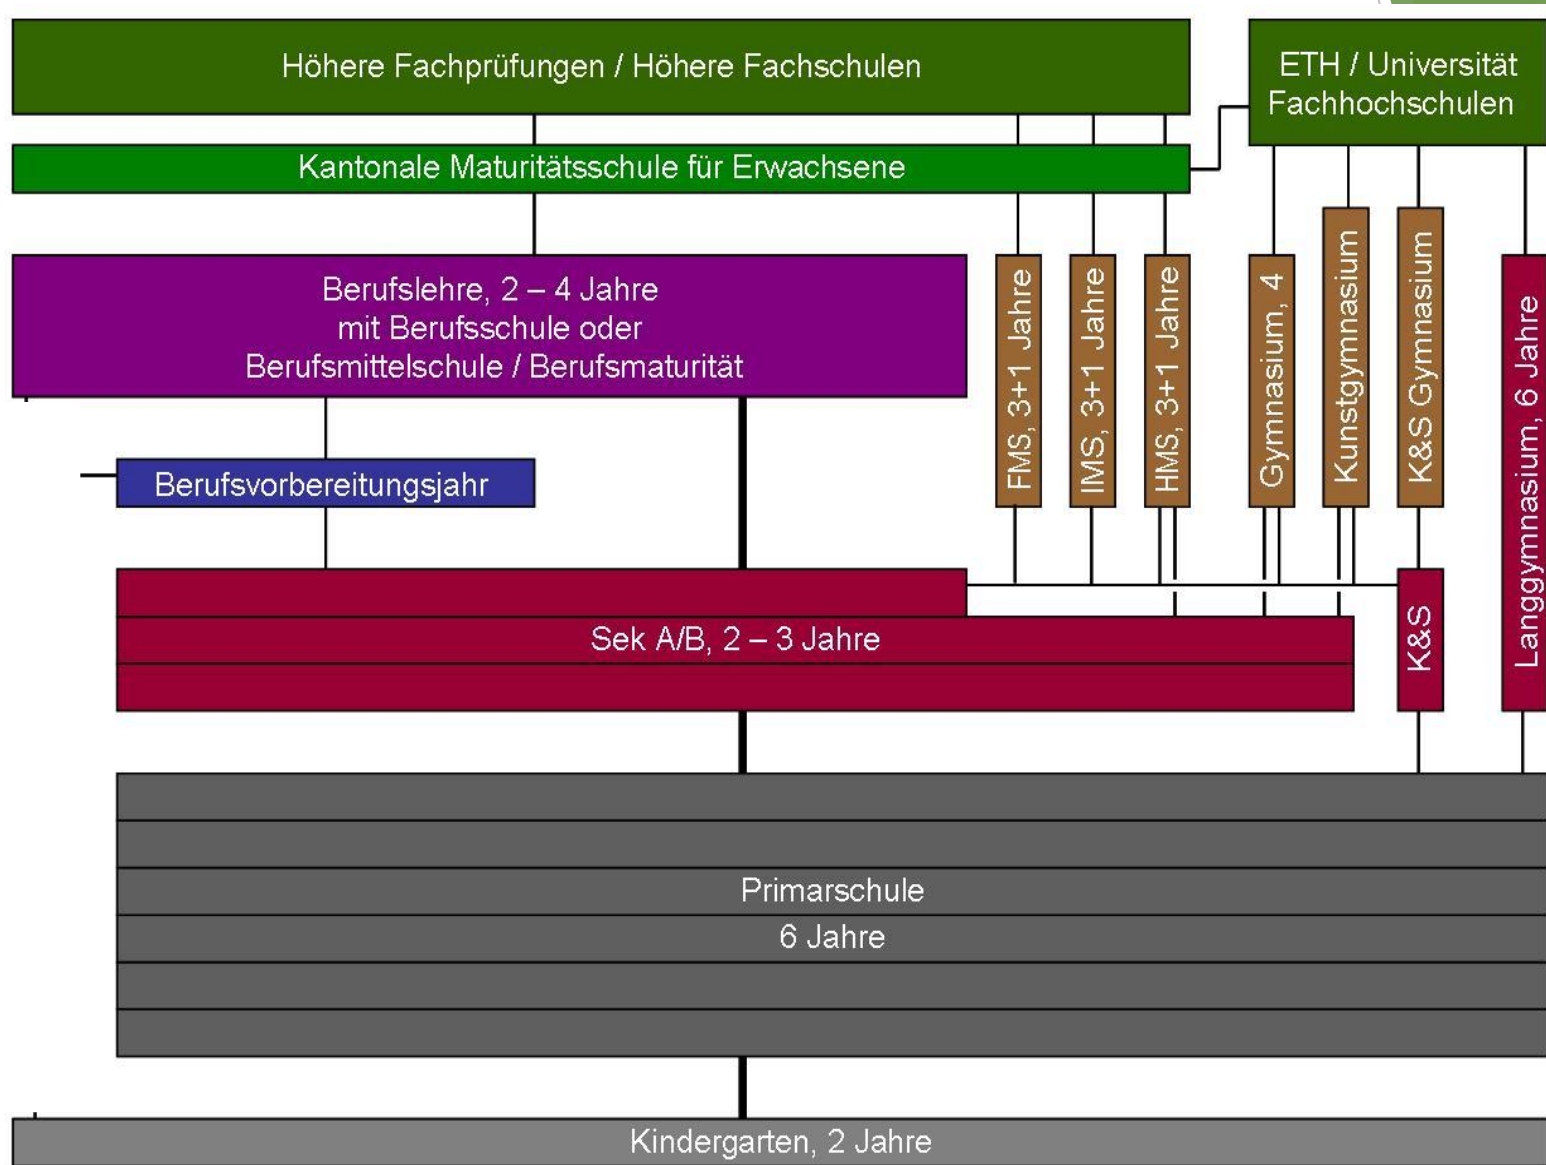 Höhere Fachprüfungen / Höhere Fachschulen
ETH / Universität
Fachhochschulen
Kantonale Maturitätsschule für Erwachsene
Berufslehre, 2 – 4 Jahre
mit Berufsschule oder
Berufsmittelschule / Berufsmaturität
FMS, 3+1 Jahre
IMS, 3+1 Jahre
HMS, 3+1 Jahre
Gymnasium, 4
Kunstgymnasium
K&S Gymnasium
Langgymnasium, 6 Jahre
Berufsvorbereitungsjahr
Sek A/B, 2 – 3 Jahre
K&S
Primarschule
6 Jahre
Kindergarten, 2 Jahre